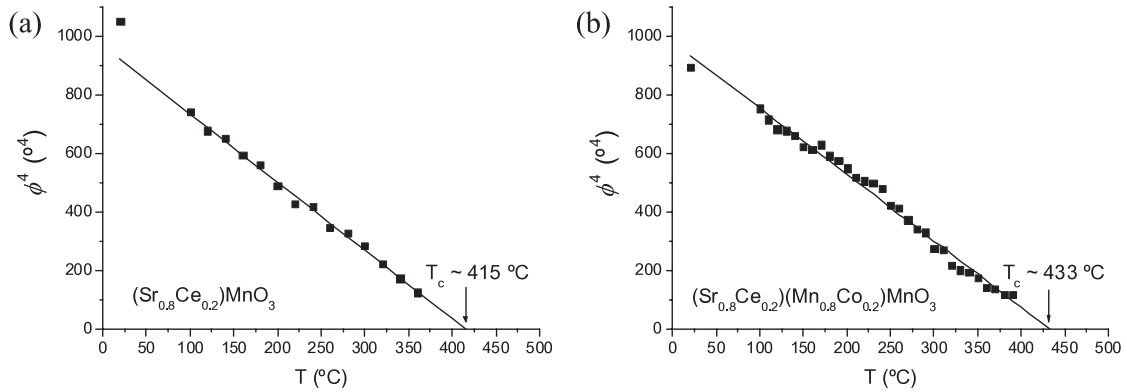 (a)
1000
800
600
400
200
0
ϕ⁴ (º⁴)
T_c ~ 415 ºC
(Sr₀.₈Ce₀.₂)MnO₃
0 50 100 150 200 250 300 350 400 450 500
T (ºC)
(b)
1000
800
600
400
200
0
ϕ⁴ (º⁴)
T_c ~ 433 ºC
(Sr₀.₈Ce₀.₂)(Mn₀.₈Co₀.₂)MnO₃
0 50 100 150 200 250 300 350 400 450 500
T (ºC)